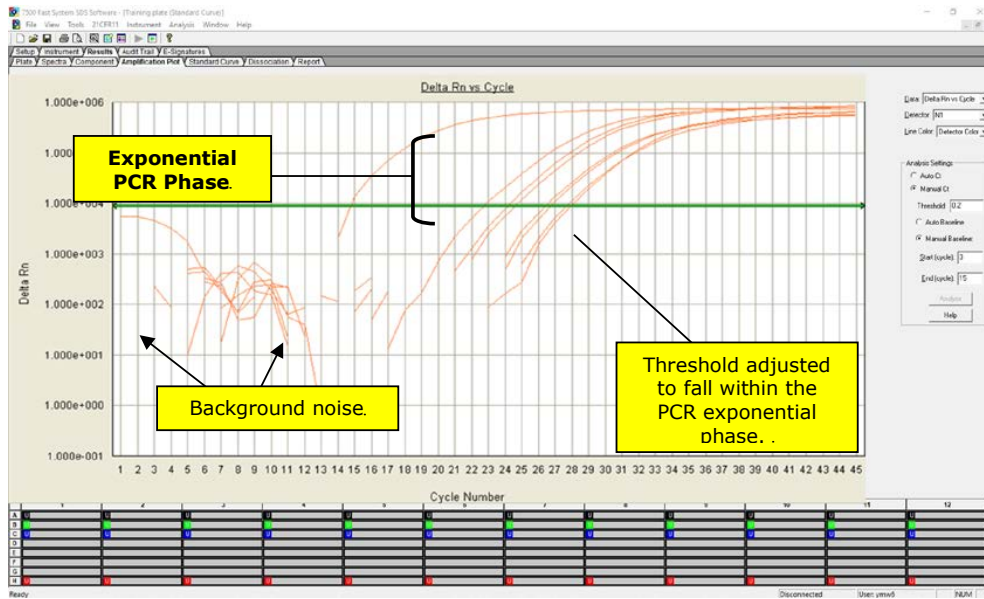 7500 Fast System SDS Software - [Training plate (Standard Curve)]
File View Tools 21CFR11 Instrument Analysis Window Help
Setup Instrument Results Audit Trail E-Signatures
Plate Spectra Component Amplification Plot Standard Curve Dissociation Report
Delta Rn vs Cycle
Data: Delta Rn vs Cycle
Detector: N1
Line Color: Detector Color
Analysis Settings
Auto Ct
Manual Ct
Threshold: 0.2
Auto Baseline
Manual Baseline:
Start (cycle): 3
End (cycle): 15
Analyze
Help
1.000e+006
1.000
1.000
1.000e+004
1.000e+003
1.000e+002
1.000e+001
1.000e+000
1.000e-001
Delta Rn
Exponential
PCR Phase.
Background noise.
Threshold adjusted
to fall within the
PCR exponential
phase. .
1 2 3 4 5 6 7 8 9 10 11 12 13 14 15 16 17 18 19 20 21 22 23 24 25 26 27 28 29 30 31 32 33 34 35 36 37 38 39 40 41 42 43 44 45
Cycle Number
1 2 3 4 5 6 7 8 9 10 11 12
A U U U U U U U U U U U U
B
C U U U U U U U U U U U U
D
E
F
G
H U U U U U U U U U U U U
Ready Disconnected User: ymw6 NUM